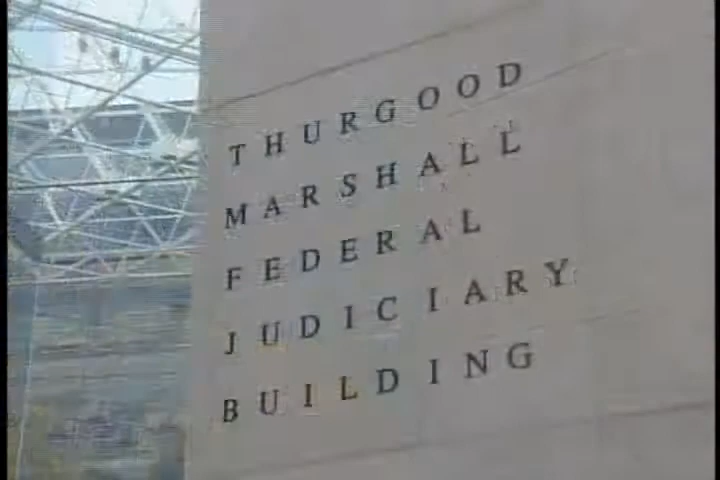 THURGOOD
MARSHALL
FEDERAL
JUDICIARY
BUILDING